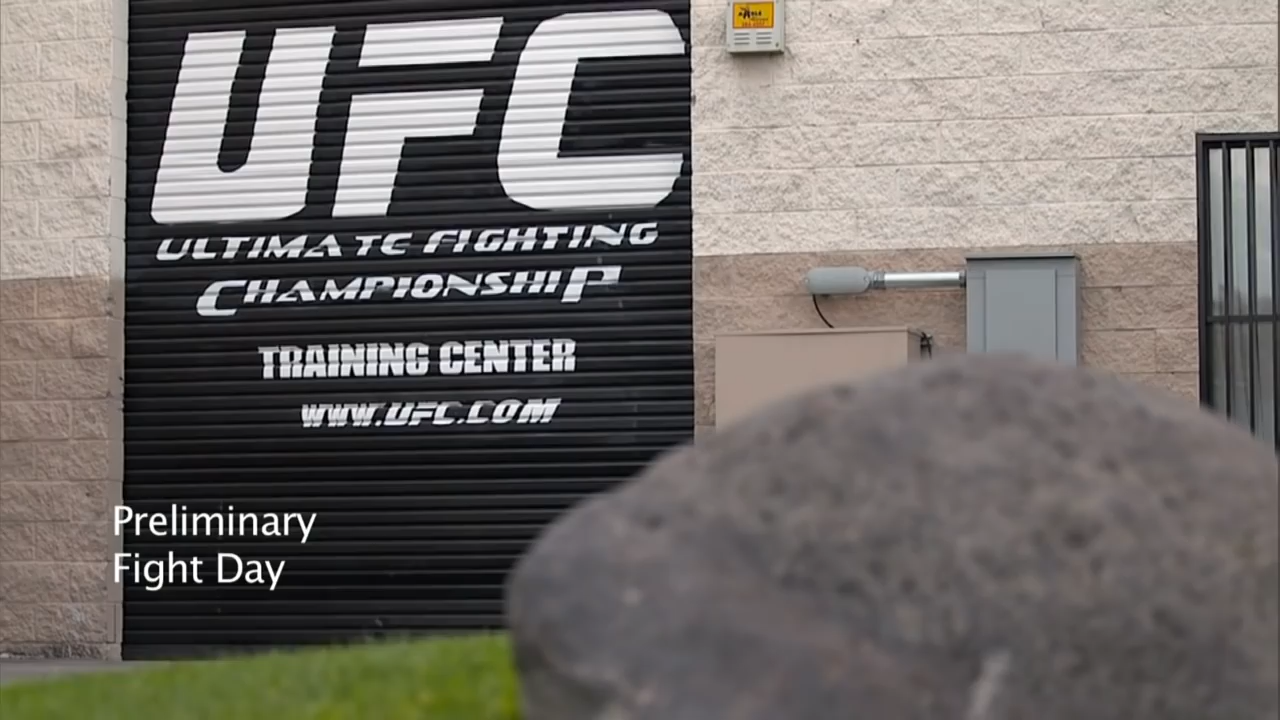 UFC
ULTIMATE FIGHTING
CHAMPIONSHIP
TRAINING CENTER
WWW.UFC.COM
Preliminary
Fight Day